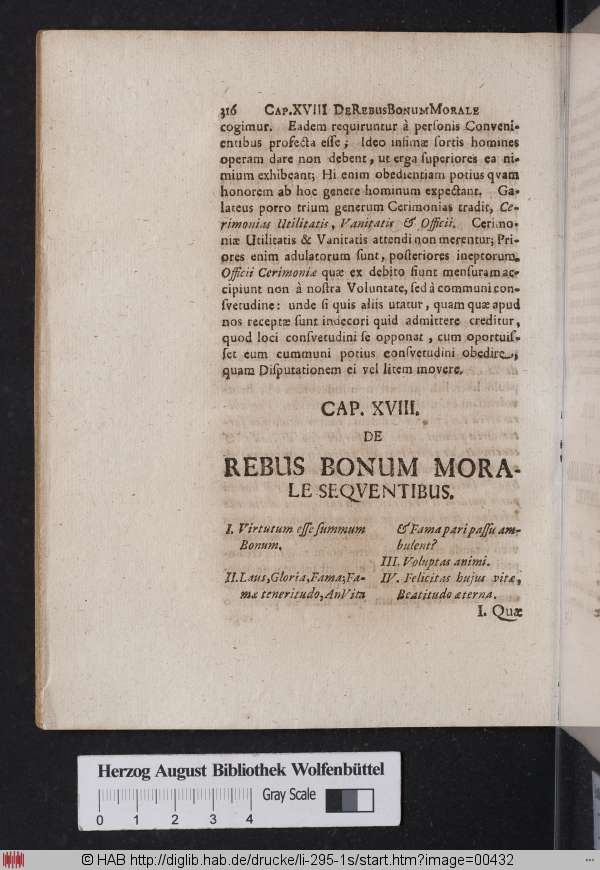 316 CAP.XVIII DE REBUS BONUM MORALE
cogimur. Eadem requiruntur à personis Conveni-
entibus profecta esse; Ideo infimæ sortis homines
operam dare non debent, ut erga superiores ea ni-
mium exhibeant; Hi enim obedientiam potius qvam
honorem ab hoc genere hominum expectant. Ga-
lateus porro trium generum Cerimonias tradit, Ce-
rimonias Utilitatis, Vanitatis & Officii. Cerimo-
niæ Utilitatis & Vanitatis attendi non merentur; Pri-
ores enim adulatorum sunt, posteriores ineptorum.
Officii Cerimoniæ quæ ex debito fiunt mensuram ac-
cipiunt non à nostra Voluntate, sed à communi con-
svetudine: unde si quis aliis utatur, quam quæ apud
nos receptæ sunt indecori quid admittere creditur,
quod loci consvetudini se opponat, cum oportuis-
set eum cummuni potius consvetudini obedire,
quam Disputationem ei vel litem movere.
CAP. XVIII.
DE
REBUS BONUM MORA-
LE SEQVENTIBUS.
I. Virtutum esse summum
Bonum.
II. Laus, Gloria, Fama; Fa-
mæ teneritudo, An Vita
& Fama pari passu am-
bulent?
III. Voluptas animi.
IV. Felicitas hujus vitæ,
Beatitudo æterna.
I. Quæ
Herzog August Bibliothek Wolfenbüttel
Gray Scale
0 1 2 3 4
© HAB http://diglib.hab.de/drucke/li-295-1s/start.htm?image=00432